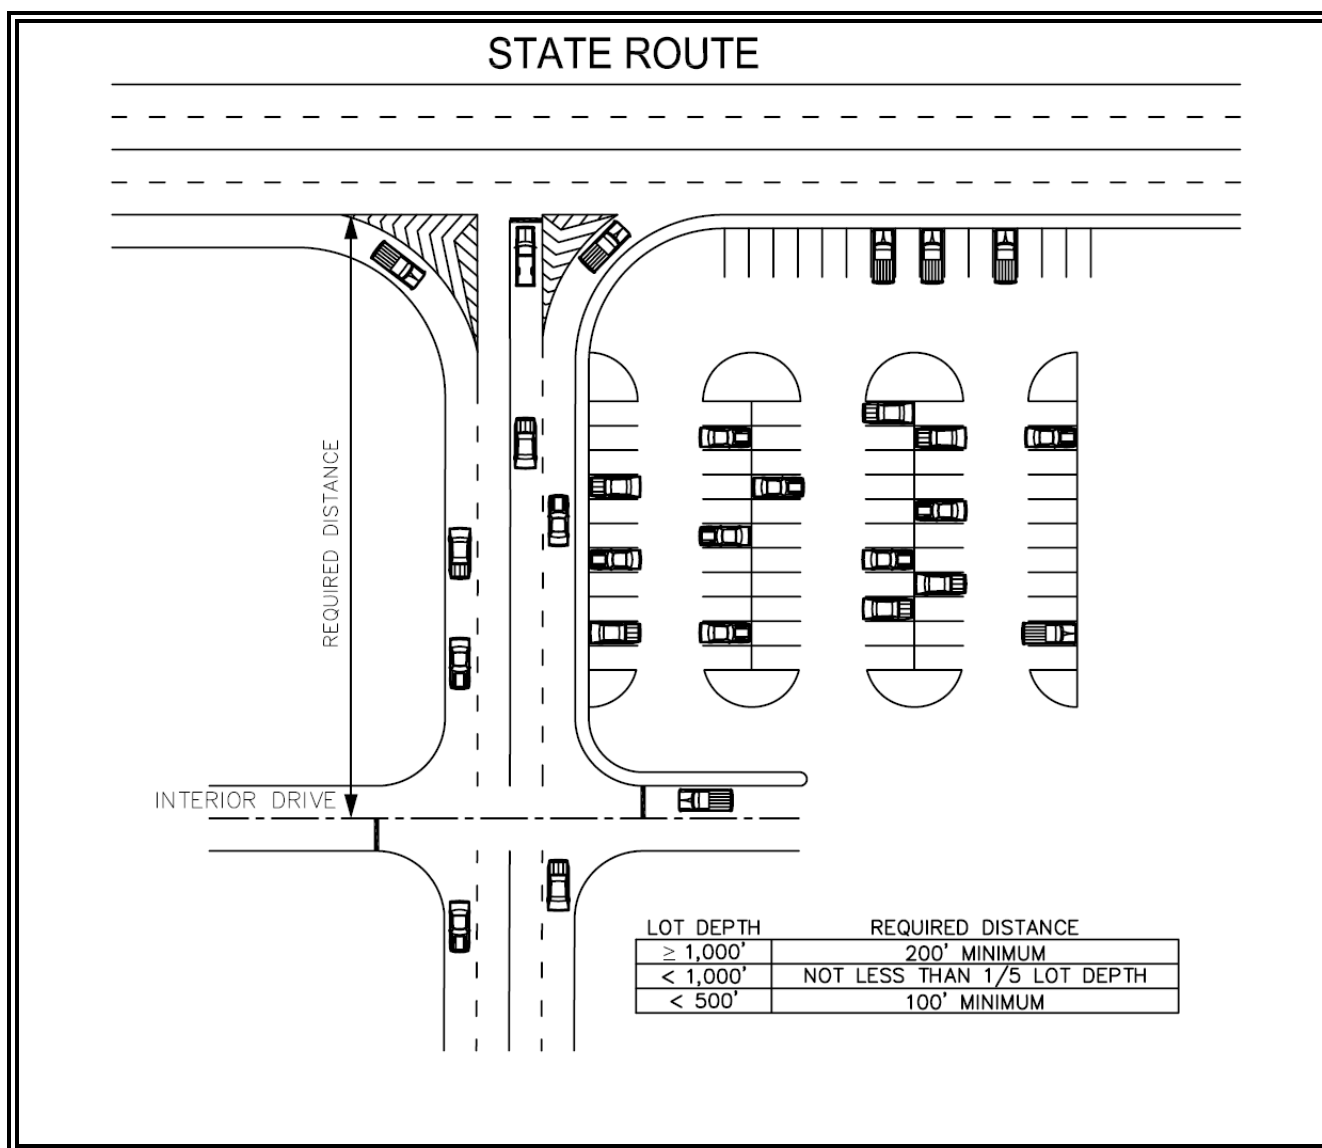 STATE ROUTE
REQUIRED DISTANCE
INTERIOR DRIVE
LOT DEPTH REQUIRED DISTANCE
≥ 1,000' 200' MINIMUM
< 1,000' NOT LESS THAN 1/5 LOT DEPTH
< 500' 100' MINIMUM